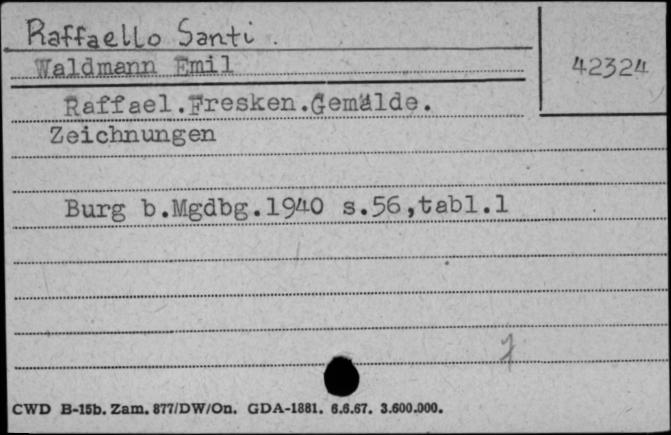 Raffaello Santi.
Waldmann Emil
42324
Raffael.Fresken.Gemälde.
Zeichnungen
Burg b.Mgdbg.1940 s.56,tabl.1
CWD B-15b. Zam. 877/DW/On. GDA-1881. 6.6.67. 3.600.000.